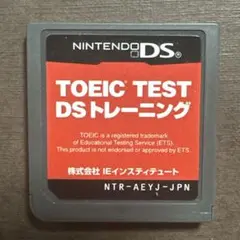 NINTENDO DS
TOEIC® TEST
DSトレーニング
TOEIC is a registered trademark
of Educational Testing Service (ETS).
This product is not endorsed or approved by ETS.
株式会社 IEインスティテュート
NTR-AEYJ-JPN